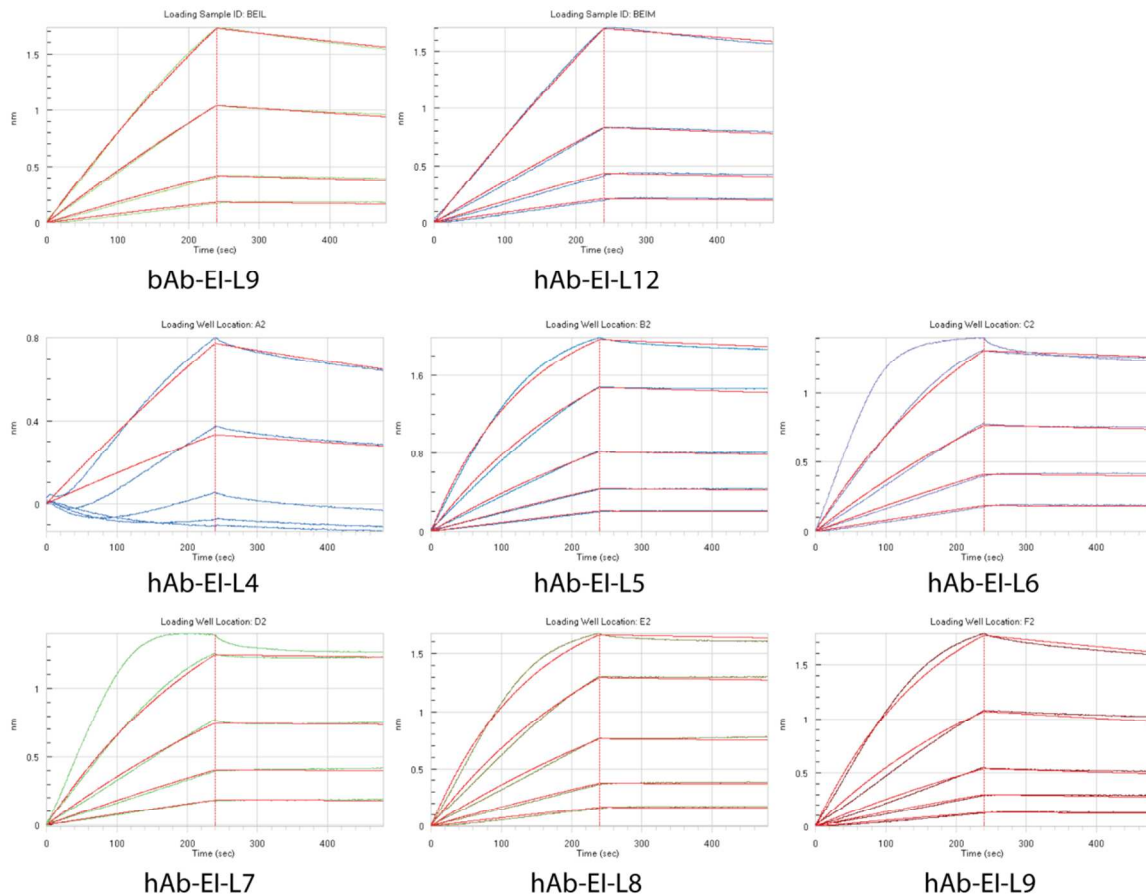 Loading Sample ID: BEIL
nm
1.5
1
0.5
0
0 100 200 300 400
Time (sec)
bAb-EI-L9
Loading Sample ID: BEIM
nm
1.5
1
0.5
0
0 100 200 300 400
Time (sec)
hAb-EI-L12
Loading Well Location: A2
nm
0.8
0.4
0
0 100 200 300 400
Time (sec)
hAb-EI-L4
Loading Well Location: B2
nm
1.6
0.8
0
0 100 200 300 400
Time (sec)
hAb-EI-L5
Loading Well Location: C2
nm
1
0.5
0
0 100 200 300 400
Time (sec)
hAb-EI-L6
Loading Well Location: D2
nm
1
0.5
0
0 100 200 300 400
Time (sec)
hAb-EI-L7
Loading Well Location: E2
nm
1.5
1
0.5
0
0 100 200 300 400
Time (sec)
hAb-EI-L8
Loading Well Location: F2
nm
1.5
1
0.5
0
0 100 200 300 400
Time (sec)
hAb-EI-L9